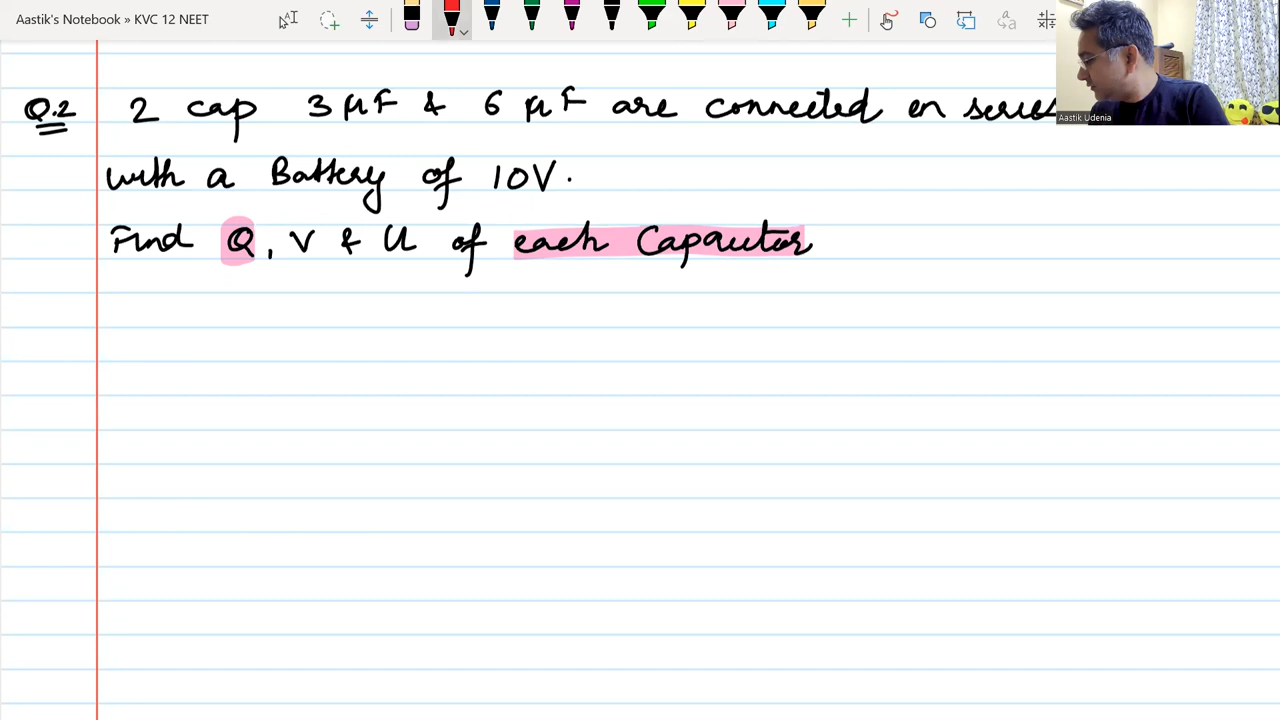 Aastik's Notebook » KVC 12 NEET
Q.2 2 cap 3 μF & 6 μF are connected in series
with a Battery of 10V.
Find Q, V & U of each Capacitor
Aastik Udenia